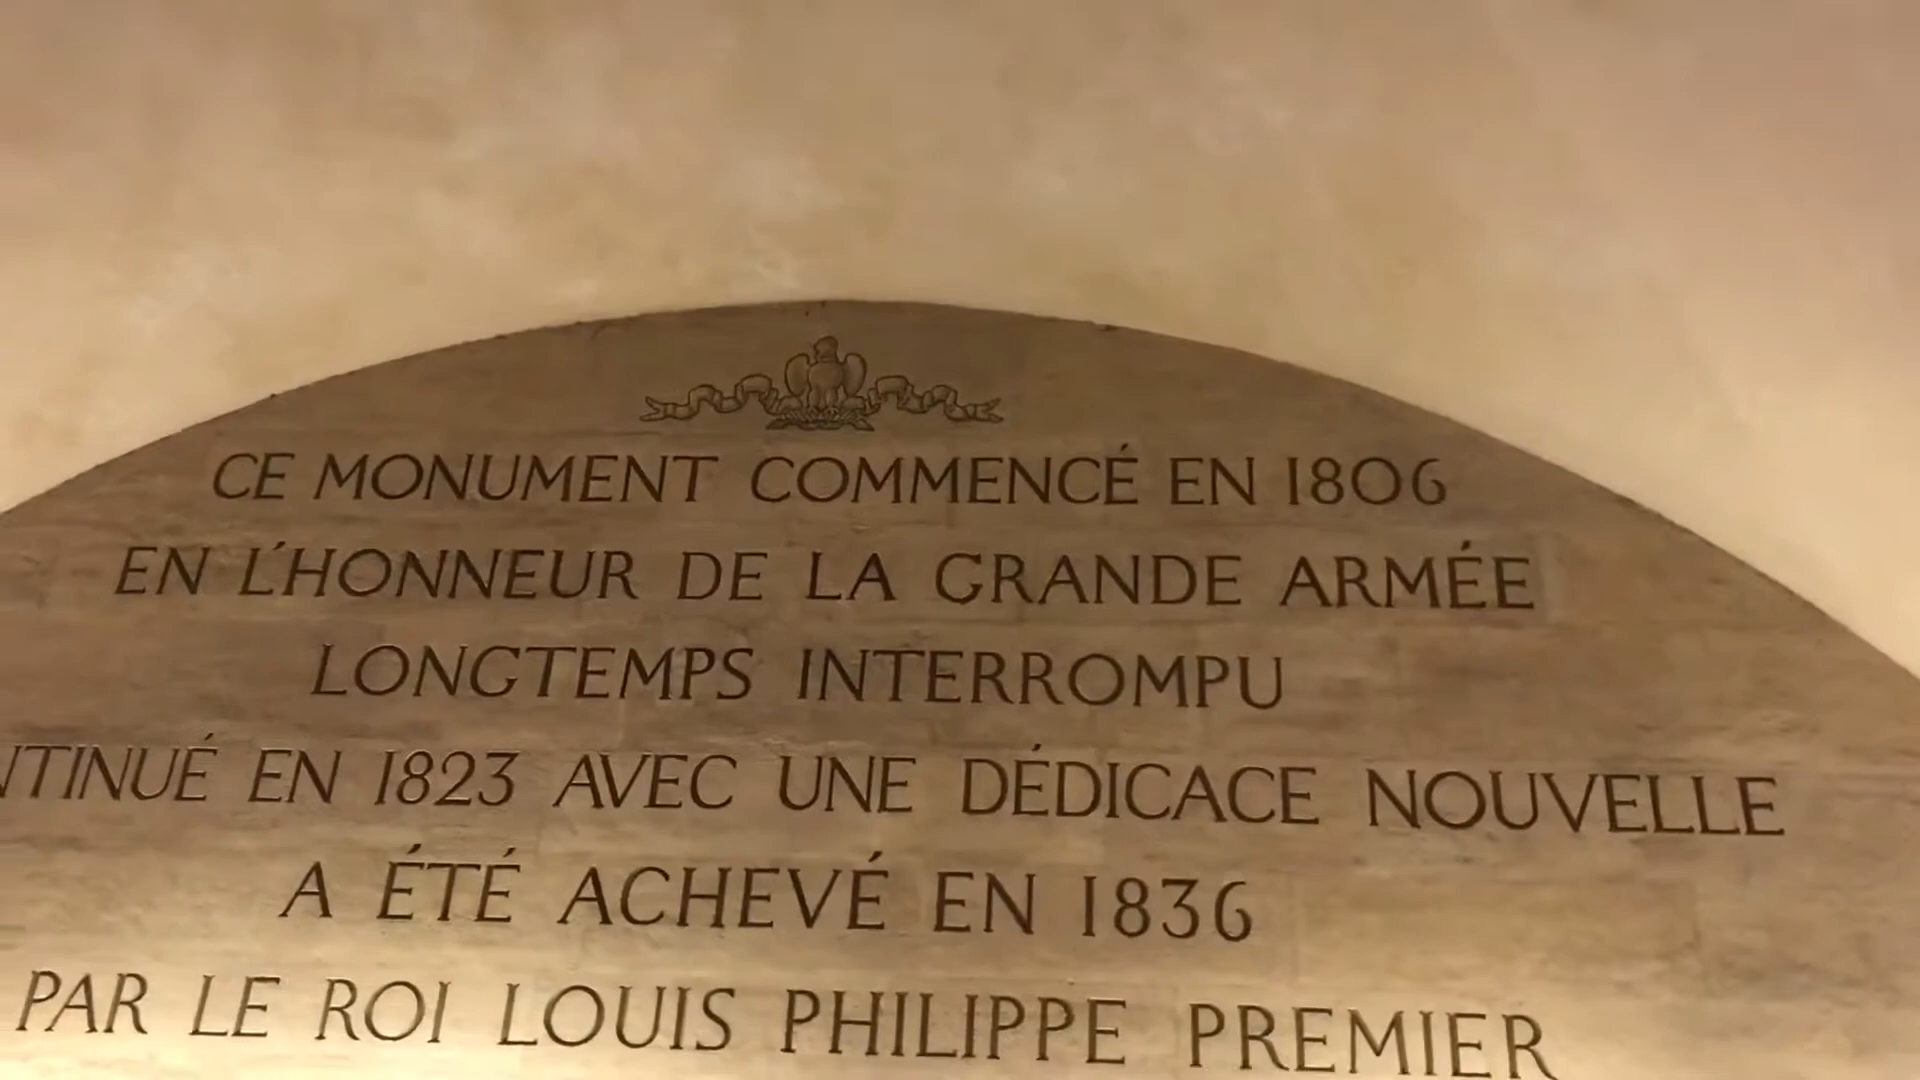 CE MONUMENT COMMENCÉ EN 1806
EN L'HONNEUR DE LA GRANDE ARMÉE
LONGTEMPS INTERROMPU
EN 1823 AVEC UNE DÉDICACE NOUVELLE
A ÉTÉ ACHEVÉ EN 1836
PAR LE ROI LOUIS PHILIPPE PREMIER